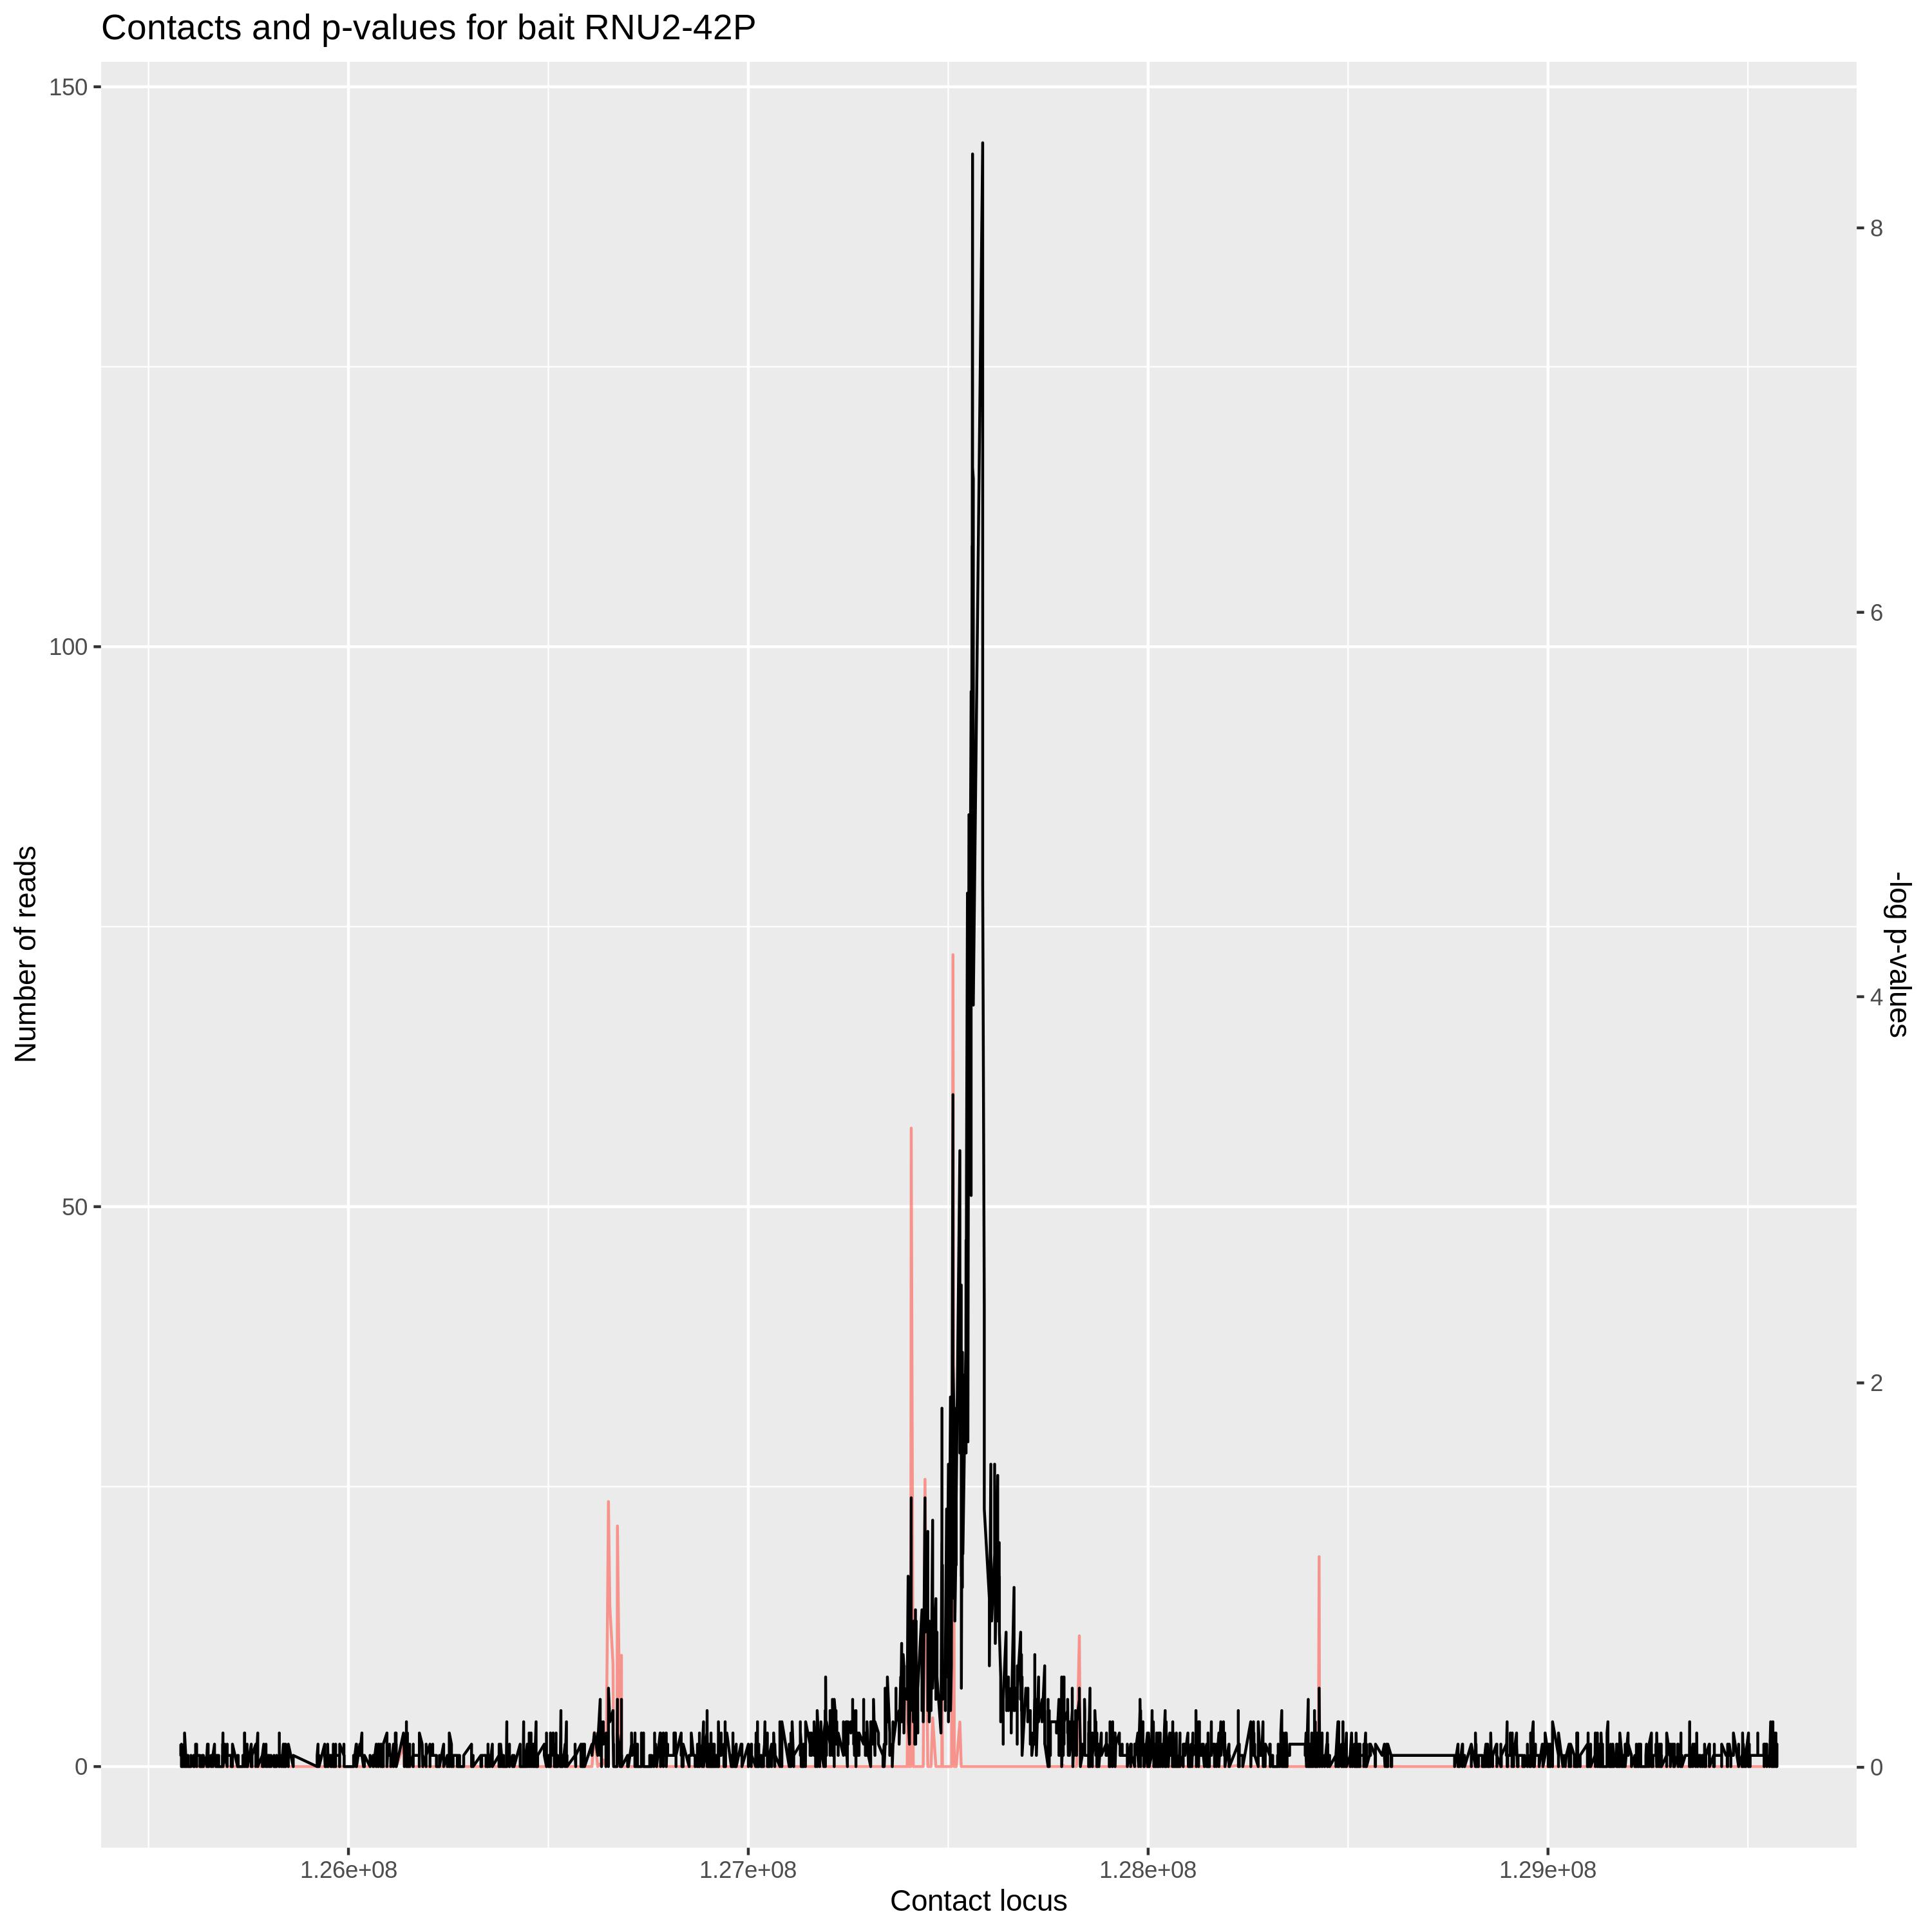 Contacts and p-values for bait RNU2-42P
150
100
50
0
Number of reads
8
6
4
2
0
-log p-values
1.26e+08
1.27e+08
1.28e+08
1.29e+08
Contact locus